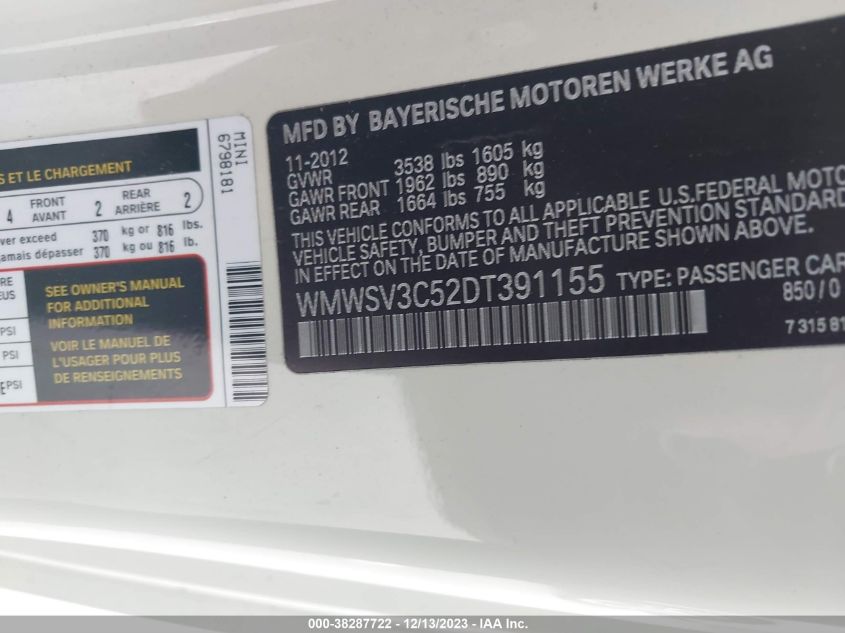 S ET LE CHARGEMENT
4 FRONT AVANT 2 REAR ARRIÈRE 2
ver exceed 370 kg or 816 lbs.
jamais dépasser 370 kg ou 816 lb.
RE
EUS
PSI
PSI
PSI
SEE OWNER'S MANUAL
FOR ADDITIONAL
INFORMATION
VOIR LE MANUEL DE
L'USAGER POUR PLUS
DE RENSEIGNEMENTS
MINI
6798181
MFD BY BAYERISCHE MOTOREN WERKE AG
11-2012
GVWR 3538 lbs 1605 kg
GAWR FRONT 1962 lbs 890 kg
GAWR REAR 1664 lbs 755 kg
THIS VEHICLE CONFORMS TO ALL APPLICABLE U.S.FEDERAL MOTO
VEHICLE SAFETY, BUMPER AND THEFT PREVENTION STANDARD
IN EFFECT ON THE DATE OF MANUFACTURE SHOWN ABOVE.
WMWSV3C52DT391155 TYPE: PASSENGER CAR
850/0
7 315 81
000-38287722 - 12/13/2023 - IAA Inc.